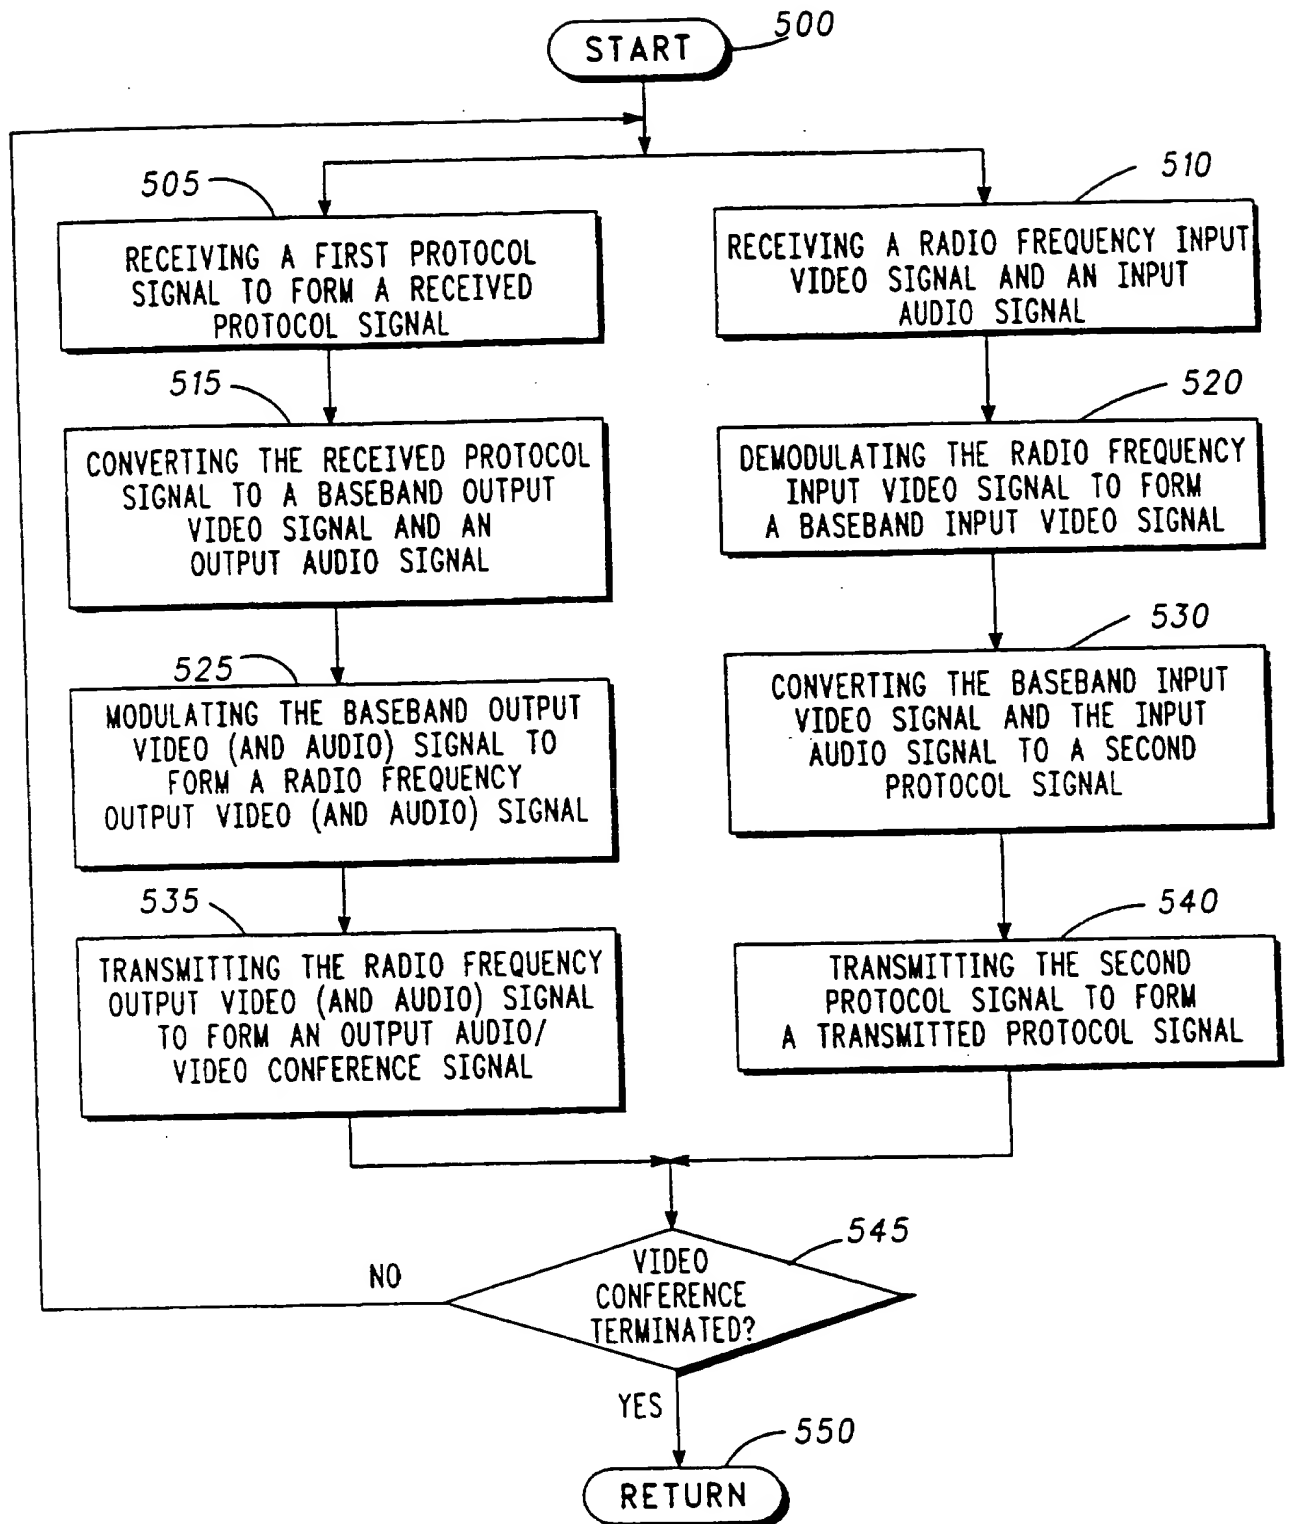 START
500
505
RECEIVING A FIRST PROTOCOL
SIGNAL TO FORM A RECEIVED
PROTOCOL SIGNAL
510
RECEIVING A RADIO FREQUENCY INPUT
VIDEO SIGNAL AND AN INPUT
AUDIO SIGNAL
515
CONVERTING THE RECEIVED PROTOCOL
SIGNAL TO A BASEBAND OUTPUT
VIDEO SIGNAL AND AN
OUTPUT AUDIO SIGNAL
520
DEMODULATING THE RADIO FREQUENCY
INPUT VIDEO SIGNAL TO FORM
A BASEBAND INPUT VIDEO SIGNAL
525
MODULATING THE BASEBAND OUTPUT
VIDEO (AND AUDIO) SIGNAL TO
FORM A RADIO FREQUENCY
OUTPUT VIDEO (AND AUDIO) SIGNAL
530
CONVERTING THE BASEBAND INPUT
VIDEO SIGNAL AND THE INPUT
AUDIO SIGNAL TO A SECOND
PROTOCOL SIGNAL
535
TRANSMITTING THE RADIO FREQUENCY
OUTPUT VIDEO (AND AUDIO) SIGNAL
TO FORM AN OUTPUT AUDIO/
VIDEO CONFERENCE SIGNAL
540
TRANSMITTING THE SECOND
PROTOCOL SIGNAL TO FORM
A TRANSMITTED PROTOCOL SIGNAL
545
VIDEO
CONFERENCE
TERMINATED?
NO
YES
550
RETURN